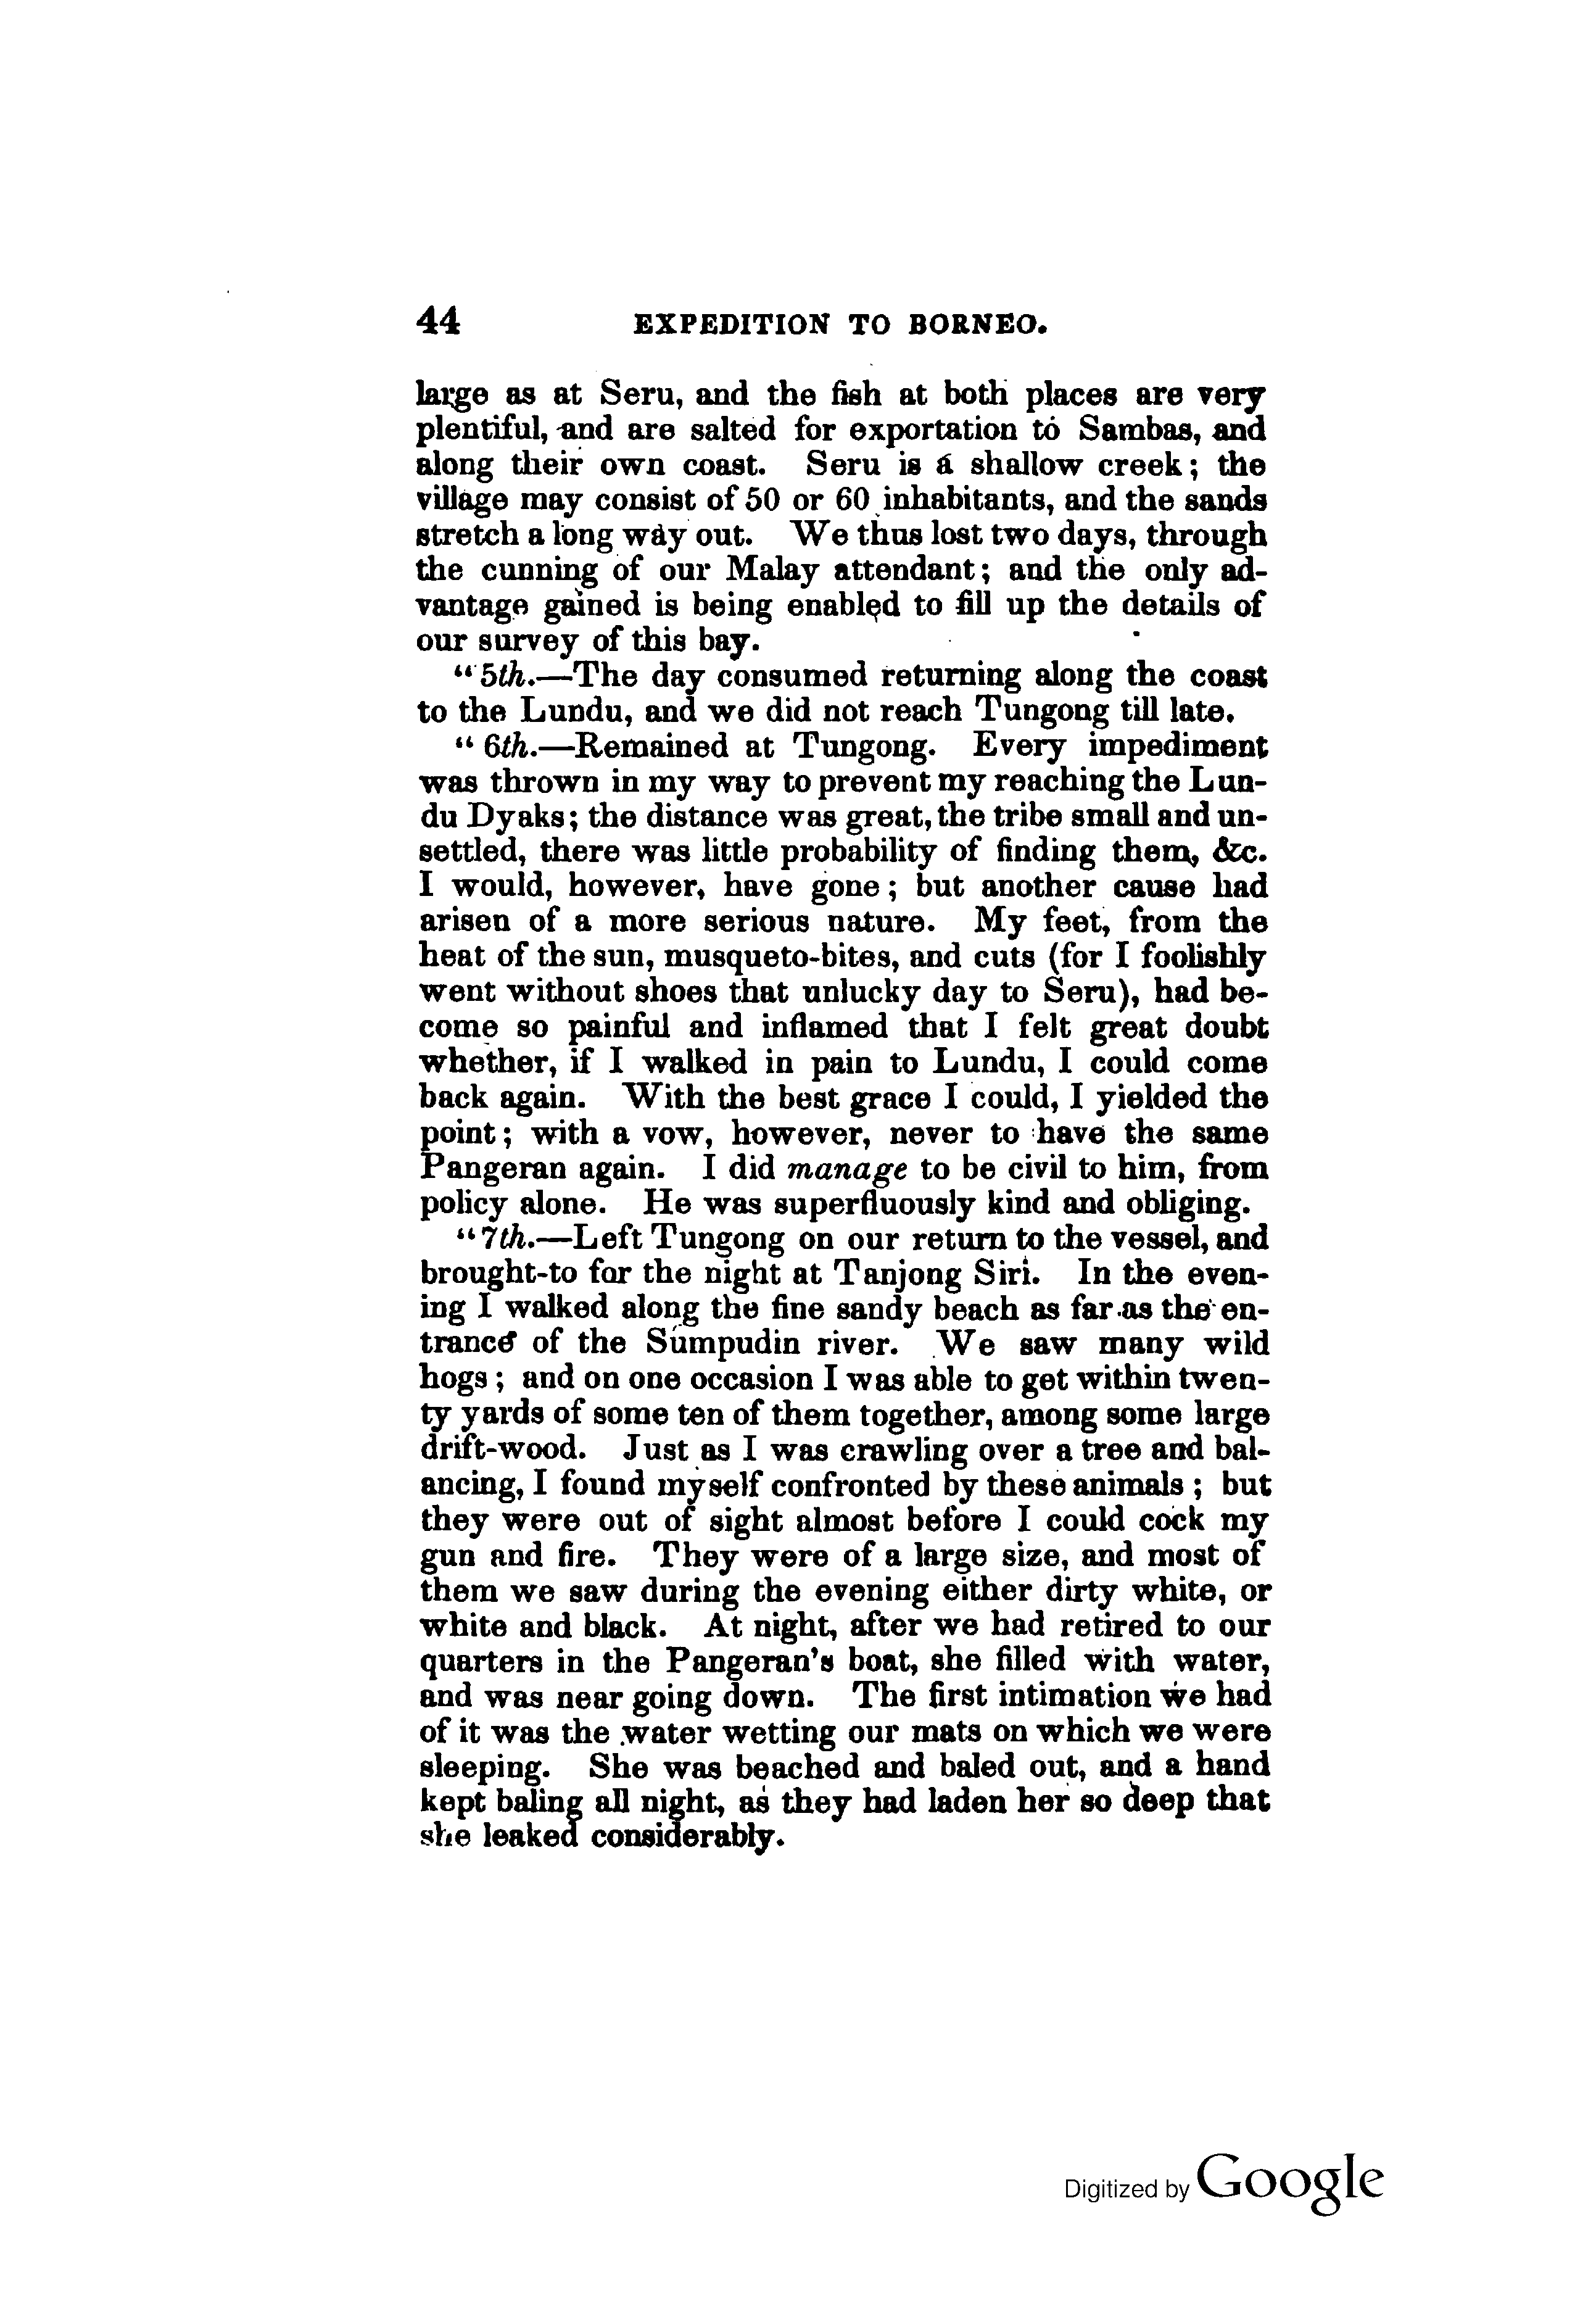 44 EXPEDITION TO BORNEO.
large as at Seru, and the fish at both places are very
plentiful, and are salted for exportation to Sambas, and
along their own coast. Seru is a shallow creek; the
village may consist of 50 or 60 inhabitants, and the sands
stretch a long way out. We thus lost two days, through
the cunning of our Malay attendant; and the only ad-
vantage gained is being enabled to fill up the details of
our survey of this bay.
“5th.—The day consumed returning along the coast
to the Lundu, and we did not reach Tungong till late.
“6th.—Remained at Tungong. Every impediment
was thrown in my way to prevent my reaching the Lun-
du Dyaks; the distance was great, the tribe small and un-
settled, there was little probability of finding them, &c.
I would, however, have gone; but another cause had
arisen of a more serious nature. My feet, from the
heat of the sun, musqueto-bites, and cuts (for I foolishly
went without shoes that unlucky day to Seru), had be-
come so painful and inflamed that I felt great doubt
whether, if I walked in pain to Lundu, I could come
back again. With the best grace I could, I yielded the
point; with a vow, however, never to have the same
Pangeran again. I did manage to be civil to him, from
policy alone. He was superfluously kind and obliging.
“7th.—Left Tungong on our return to the vessel, and
brought-to for the night at Tanjong Siri. In the even-
ing I walked along the fine sandy beach as far as the en-
trance of the Sumpudin river. We saw many wild
hogs; and on one occasion I was able to get within twen-
ty yards of some ten of them together, among some large
drift-wood. Just as I was crawling over a tree and bal-
ancing, I found myself confronted by these animals; but
they were out of sight almost before I could cock my
gun and fire. They were of a large size, and most of
them we saw during the evening either dirty white, or
white and black. At night, after we had retired to our
quarters in the Pangeran’s boat, she filled with water,
and was near going down. The first intimation we had
of it was the water wetting our mats on which we were
sleeping. She was beached and baled out, and a hand
kept baling all night, as they had laden her so deep that
she leaked considerably.
Digitized by Google